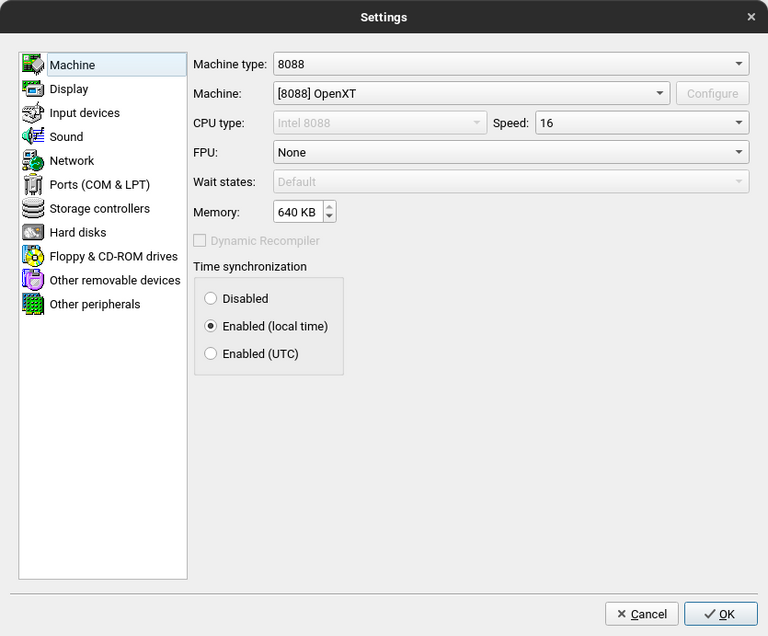 Settings
Machine
Display
Input devices
Sound
Network
Ports (COM & LPT)
Storage controllers
Hard disks
Floppy & CD-ROM drives
Other removable devices
Other peripherals
Machine type: 8088
Machine: [8088] OpenXT Configure
CPU type: Intel 8088 Speed: 16
FPU: None
Wait states: Default
Memory: 640 KB
Dynamic Recompiler
Time synchronization
Disabled
Enabled (local time)
Enabled (UTC)
Cancel OK